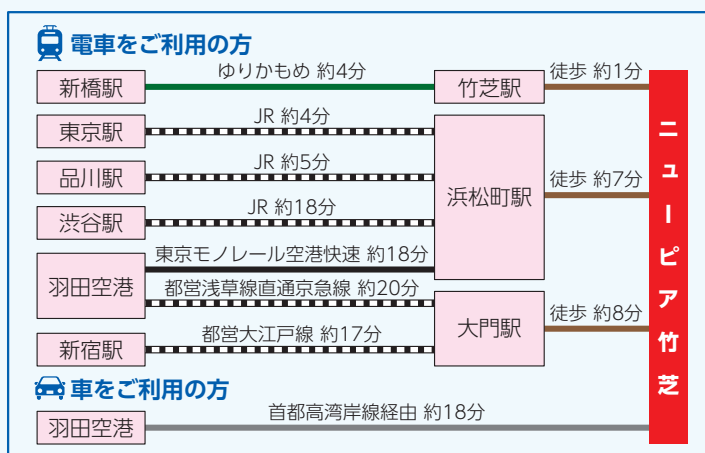 電車をご利用の方
新橋駅 ゆりかもめ 約4分 竹芝駅 徒歩 約1分
東京駅 JR 約4分
品川駅 JR 約5分
渋谷駅 JR 約18分
浜松町駅 徒歩 約7分
羽田空港 東京モノレール空港快速 約18分
都営浅草線直通京急線 約20分
大門駅 徒歩 約8分
新宿駅 都営大江戸線 約17分
ニューピア竹芝
車をご利用の方
羽田空港 首都高湾岸線経由 約18分